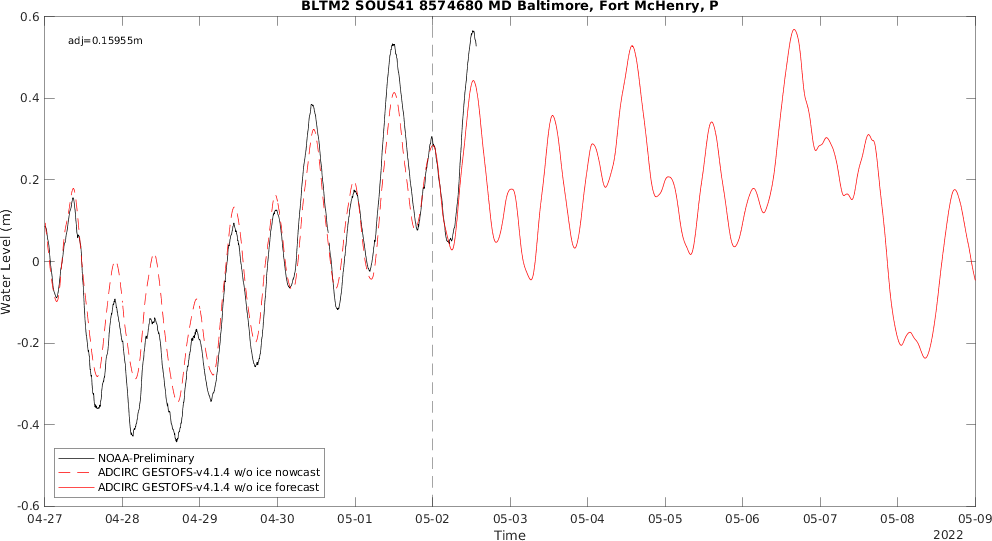 BLTM2 SOUS41 8574680 MD Baltimore, Fort McHenry, P
adj=0.15955m
0.6
0.4
0.2
0
-0.2
-0.4
-0.6
Water Level (m)
NOAA-Preliminary
ADCIRC GESTOFS-v4.1.4 w/o ice nowcast
ADCIRC GESTOFS-v4.1.4 w/o ice forecast
04-27 04-28 04-29 04-30 05-01 05-02 05-03 05-04 05-05 05-06 05-07 05-08 05-09
Time
2022